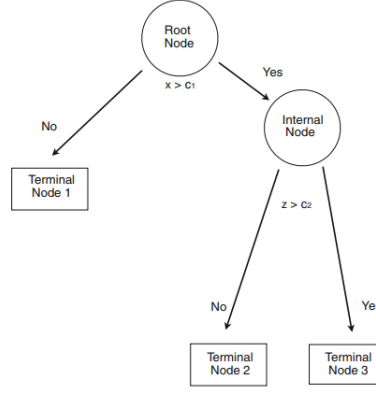 Root
Node
x > c₁
Yes
No
Internal
Node
Terminal
Node 1
z > c₂
No
Ye
Terminal
Node 2
Terminal
Node 3